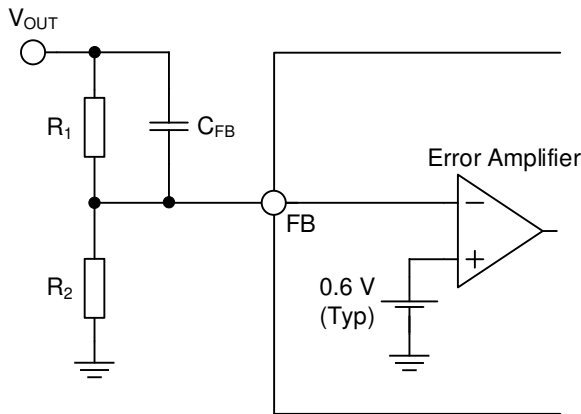 VOUT
R1
CFB
Error Amplifier
FB
−
+
R2
0.6 V
(Typ)